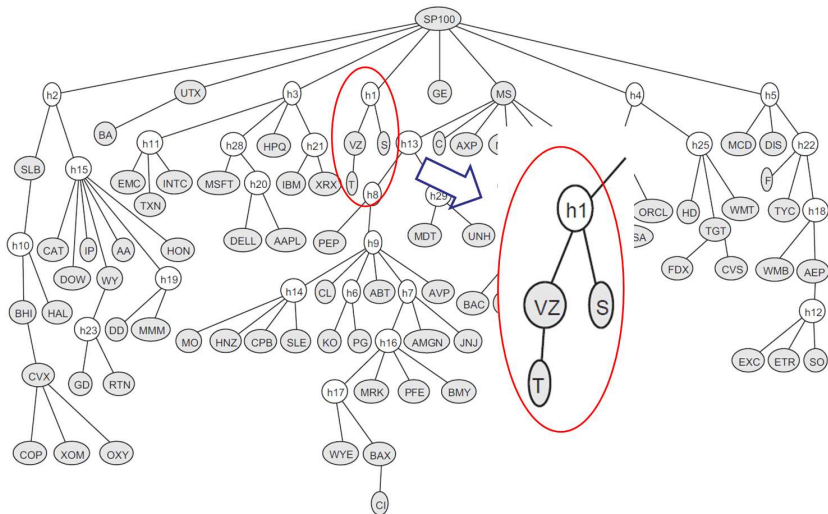 SP100
h2
UTX
h3
h1
GE
MS
h4
h5
BA
h11
h28
HPQ
h21
VZ
S
h13
C
AXP
h25
MCD
DIS
h22
SLB
h15
EMC
TXN
INTC
MSFT
h20
IBM
XRX
T
h8
h29
h1
ORCL
HD
WMT
F
TYC
h18
SA
TGT
h10
CAT
IP
AA
HON
DELL
AAPL
PEP
h9
MDT
UNH
DOW
WY
h19
FDX
CVS
WMB
AEP
h14
CL
h6
ABT
h7
AVP
BAC
VZ
S
BHI
HAL
h23
DD
MMM
MO
HNZ
CPB
SLE
KO
PG
h16
AMGN
JNJ
h12
EXC
ETR
SO
CVX
GD
RTN
h17
MRK
PFE
BMY
T
COP
XOM
OXY
WYE
BAX
CI